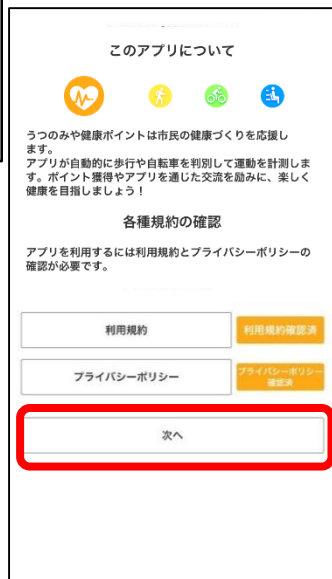 このアプリについて
うつのみや健康ポイントは市民の健康づくりを応援し
ます。
アプリが自動的に歩行や自転車を判別して運動を計測しま
す。ポイント獲得やアプリを通じた交流を励みに、楽しく
健康を目指しましょう！
各種規約の確認
アプリを利用するには利用規約とプライバシーポリシーの
確認が必要です。
利用規約
利用規約確認済
プライバシーポリシー
プライバシーポリシー
確認済
次へ